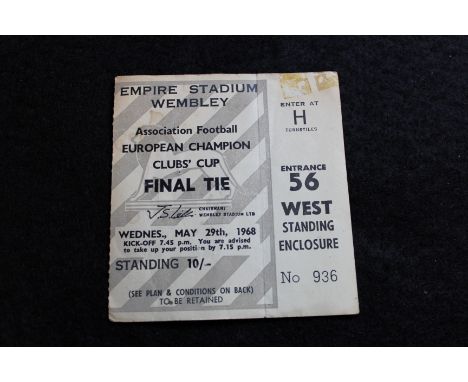 EMPIRE STADIUM
WEMBLEY
Association Football
EUROPEAN CHAMPION
CLUBS' CUP
FINAL TIE
CHAIRMAN:
WEMBLEY STADIUM LTD
WEDNES., MAY 29th, 1968
KICK-OFF 7.45 p.m. You are advised
to take up your position by 7.15 p.m.
STANDING 10/-
(SEE PLAN & CONDITIONS ON BACK)
TO BE RETAINED
ENTER AT
H
TURNSTILES
ENTRANCE
56
WEST
STANDING
ENCLOSURE
No 936